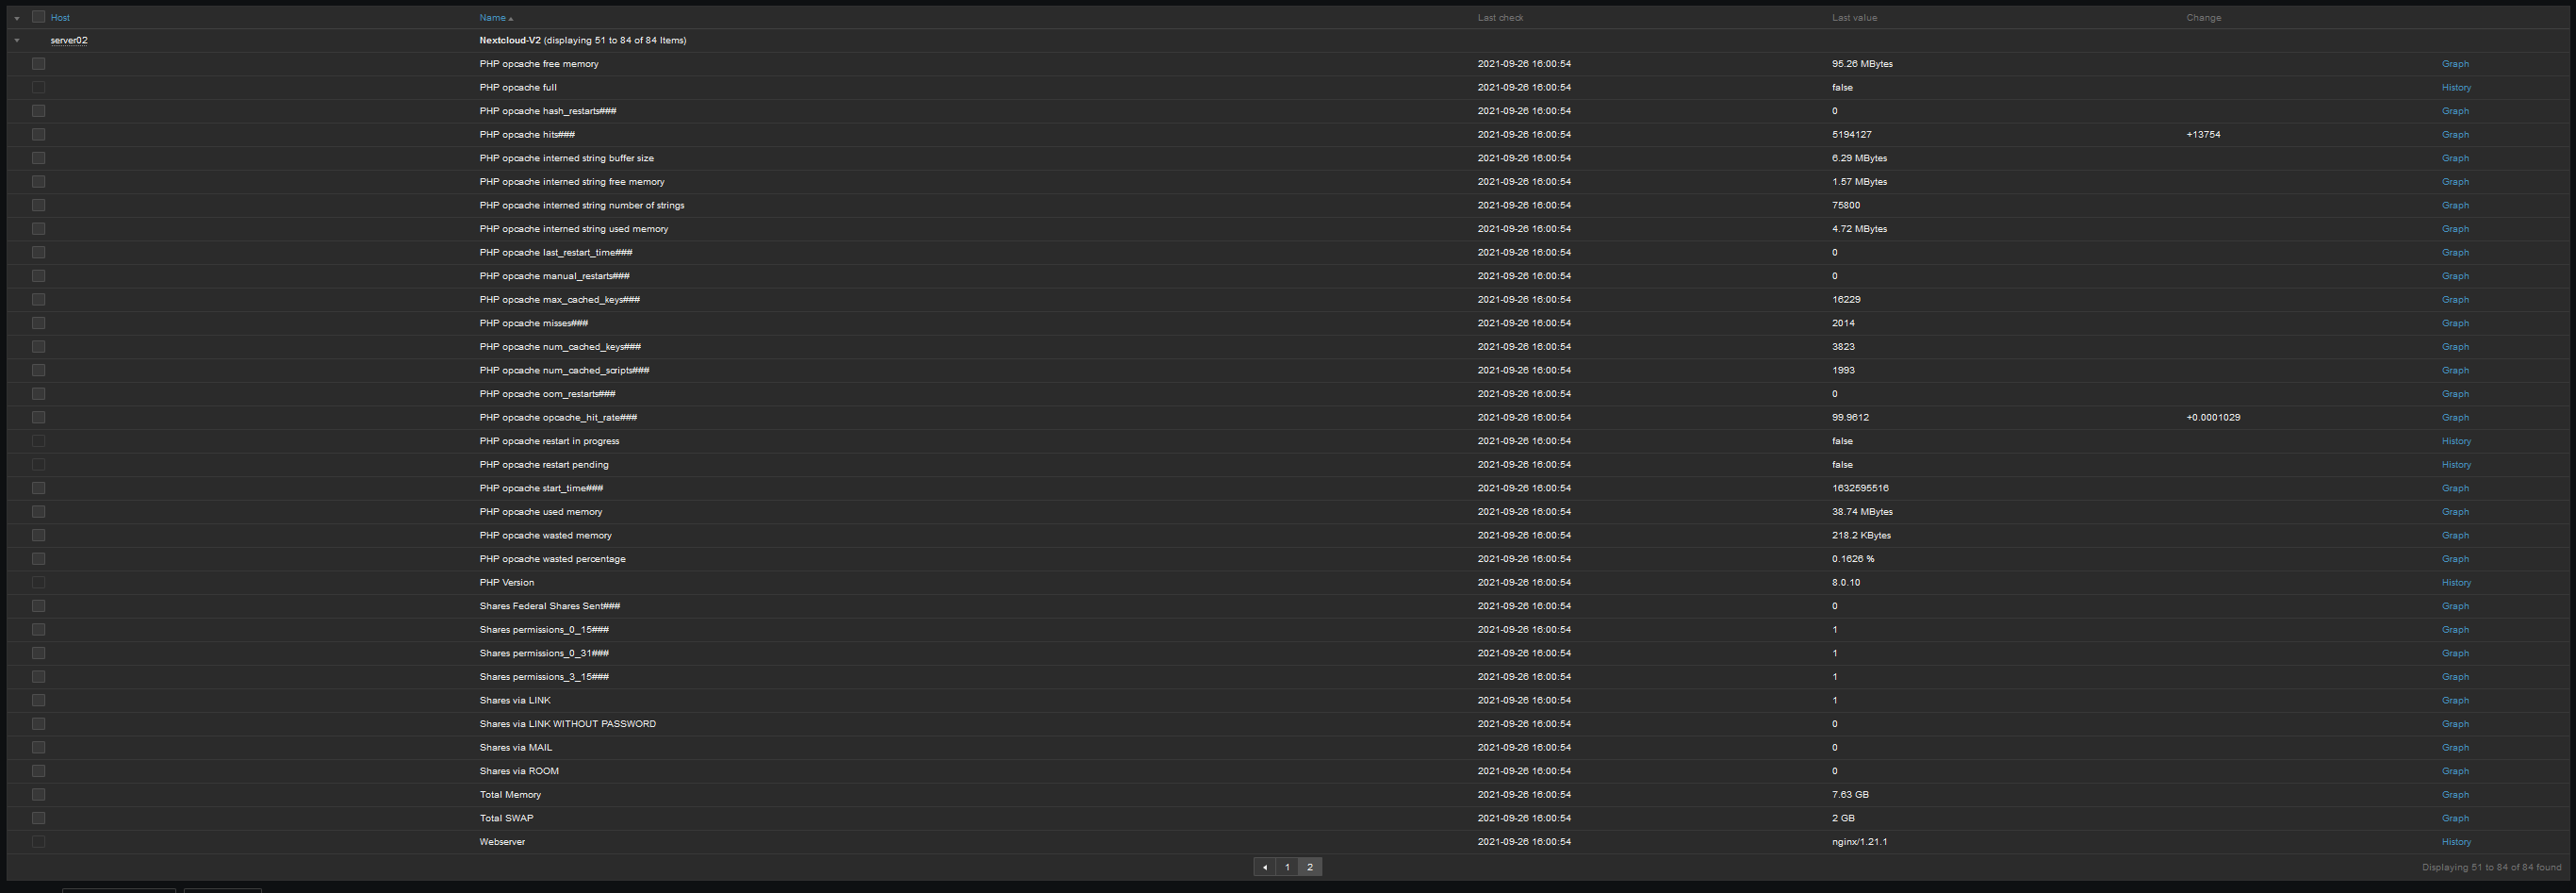 Host Name Last check Last value Change
server02 Nextcloud-V2 (displaying 51 to 84 of 84 Items)
PHP opcache free memory 2021-09-26 16:00:54 95.26 MBytes Graph
PHP opcache full 2021-09-26 16:00:54 false History
PHP opcache hash_restarts### 2021-09-26 16:00:54 0 Graph
PHP opcache hits### 2021-09-26 16:00:54 5194127 +13754 Graph
PHP opcache interned string buffer size 2021-09-26 16:00:54 6.29 MBytes Graph
PHP opcache interned string free memory 2021-09-26 16:00:54 1.57 MBytes Graph
PHP opcache interned string number of strings 2021-09-26 16:00:54 75800 Graph
PHP opcache interned string used memory 2021-09-26 16:00:54 4.72 MBytes Graph
PHP opcache last_restart_time### 2021-09-26 16:00:54 0 Graph
PHP opcache manual_restarts### 2021-09-26 16:00:54 0 Graph
PHP opcache max_cached_keys### 2021-09-26 16:00:54 16229 Graph
PHP opcache misses### 2021-09-26 16:00:54 2014 Graph
PHP opcache num_cached_keys### 2021-09-26 16:00:54 3823 Graph
PHP opcache num_cached_scripts### 2021-09-26 16:00:54 1993 Graph
PHP opcache oom_restarts### 2021-09-26 16:00:54 0 Graph
PHP opcache opcache_hit_rate### 2021-09-26 16:00:54 99.9612 +0.0001029 Graph
PHP opcache restart in progress 2021-09-26 16:00:54 false History
PHP opcache restart pending 2021-09-26 16:00:54 false History
PHP opcache start_time### 2021-09-26 16:00:54 1632595516 Graph
PHP opcache used memory 2021-09-26 16:00:54 38.74 MBytes Graph
PHP opcache wasted memory 2021-09-26 16:00:54 218.2 KBytes Graph
PHP opcache wasted percentage 2021-09-26 16:00:54 0.1626 % Graph
PHP Version 2021-09-26 16:00:54 8.0.10 History
Shares Federal Shares Sent### 2021-09-26 16:00:54 0 Graph
Shares permissions_0_15### 2021-09-26 16:00:54 1 Graph
Shares permissions_0_31### 2021-09-26 16:00:54 1 Graph
Shares permissions_3_15### 2021-09-26 16:00:54 1 Graph
Shares via LINK 2021-09-26 16:00:54 1 Graph
Shares via LINK WITHOUT PASSWORD 2021-09-26 16:00:54 0 Graph
Shares via MAIL 2021-09-26 16:00:54 0 Graph
Shares via ROOM 2021-09-26 16:00:54 0 Graph
Total Memory 2021-09-26 16:00:54 7.63 GB Graph
Total SWAP 2021-09-26 16:00:54 2 GB Graph
Webserver 2021-09-26 16:00:54 nginx/1.21.1 History
1 2 Displaying 51 to 84 of 84 found